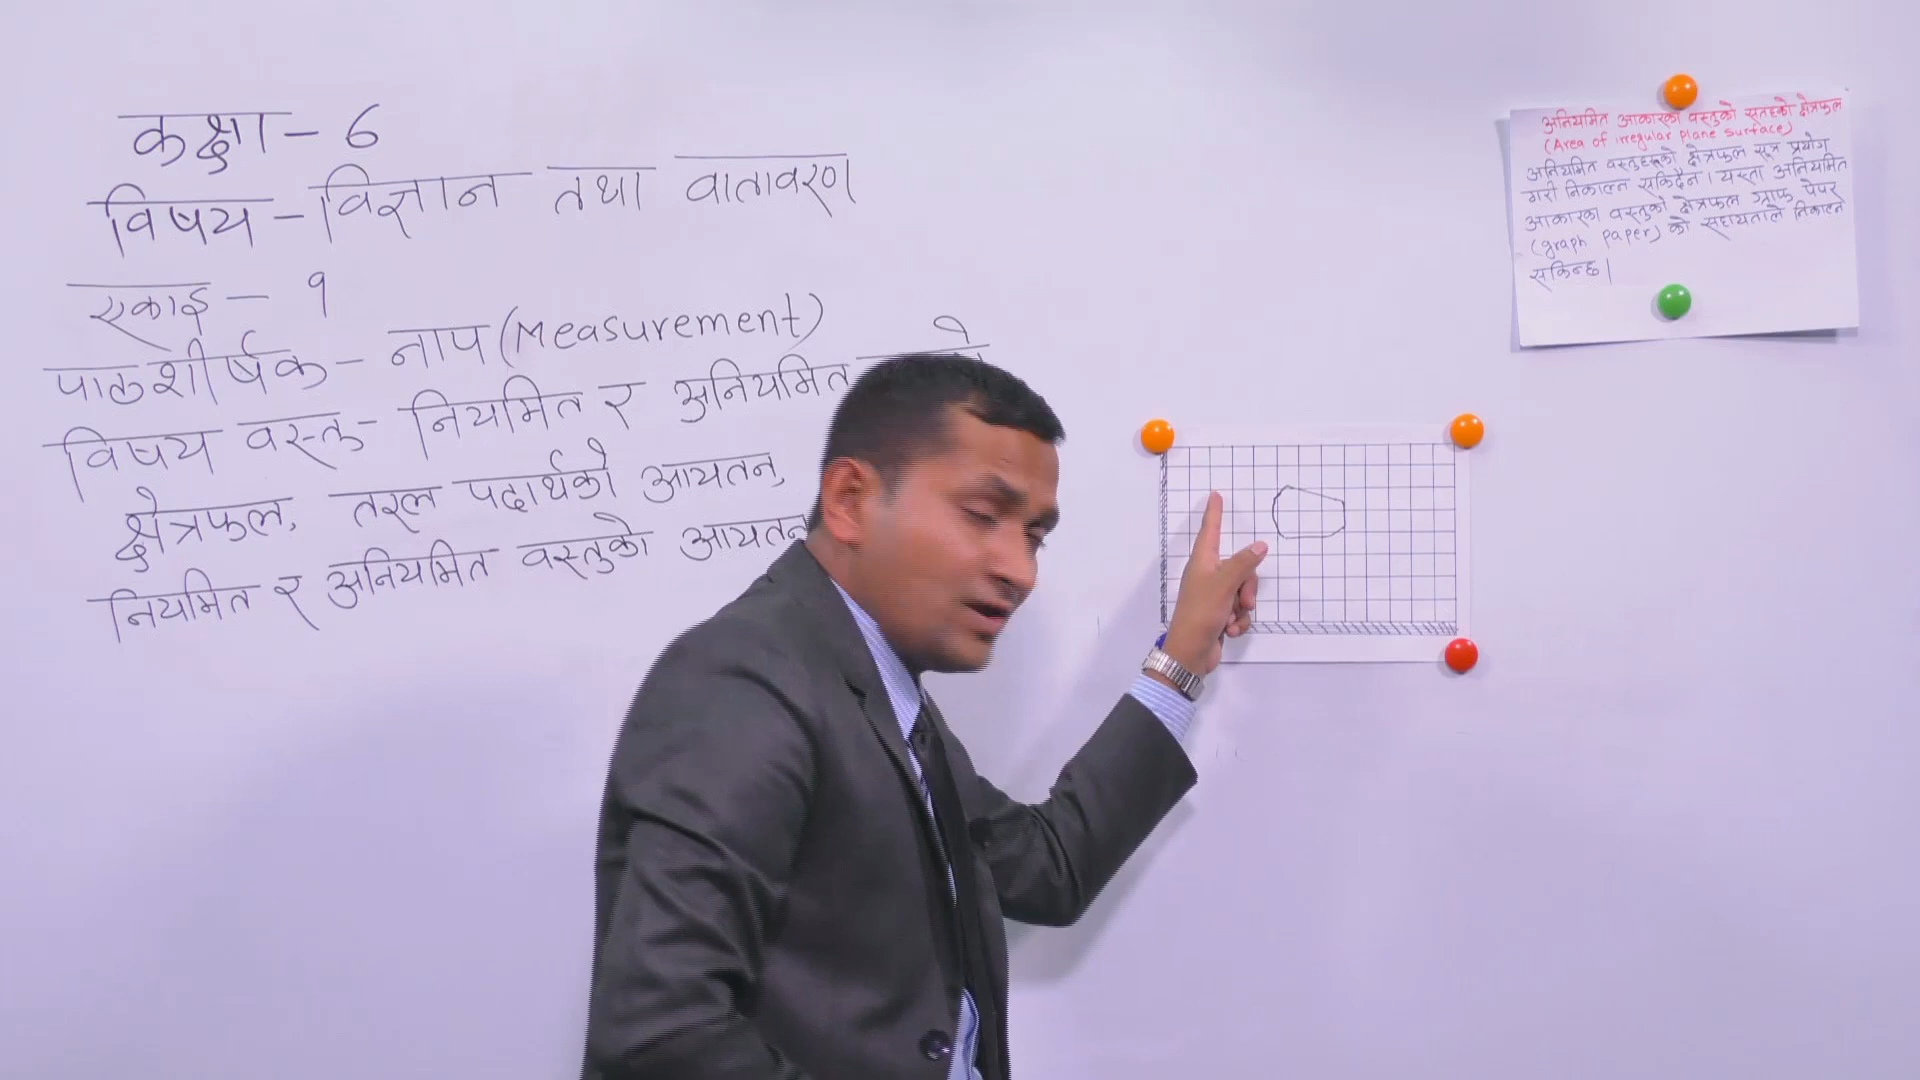 कक्षा - 6
विषय - विज्ञान तथा वातावरण
एकाइ - १
पाठशीर्षक - नाप (Measurement)
विषय वस्तु - नियमित र अनियमित
क्षेत्रफल, तरल पदार्थको आयतन,
नियमित र अनियमित वस्तुको आयतन
अनियमित आकारका वस्तुको सतहको क्षेत्रफल
(Area of irregular plane surface)
अनियमित वस्तुहरूको क्षेत्रफल सूत्र प्रयोग
गरी निकाल्न सकिदैन। यस्ता अनियमित
आकारका वस्तुको क्षेत्रफल ग्राफ पेपर
(graph paper) को सहायताले निकाल्न
सकिन्छ।